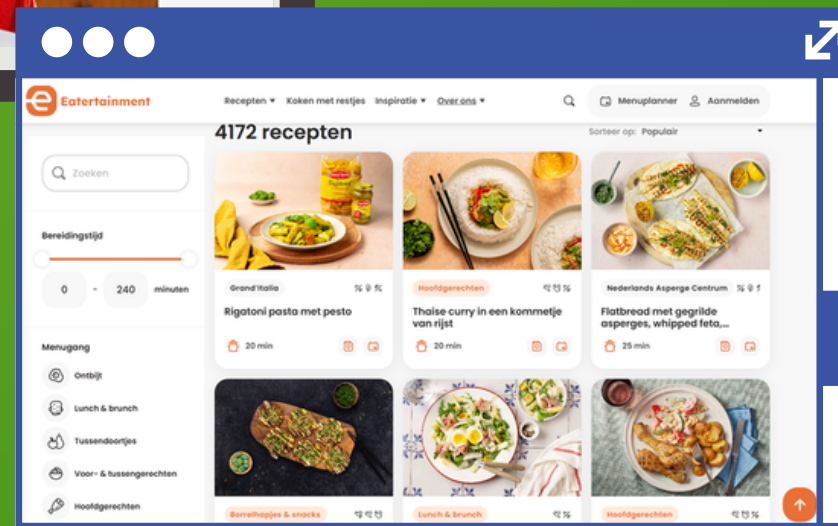 Eatertainment
Recepten Koken met restjes Inspiratie Over ons Menuplanner Aanmelden
4172 recepten
Sorteer op: Populair
Zoeken
Bereidingstijd
0 - 240 minuten
Menugang
Ontbijt
Lunch & brunch
Tussendoortjes
Voor- & tussengerechten
Hoofdgerechten
Grand'Italia
Rigatoni pasta met pesto
20 min
Hoofdgerechten
Thaise curry in een kommetje
van rijst
20 min
Nederlands Asperge Centrum
Flatbread met gegrilde
asperges, whipped feta,...
25 min
Borrelhapjes & snacks
Lunch & brunch
Hoofdgerechten